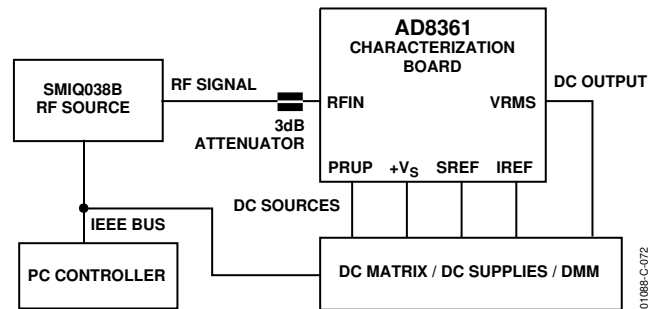 AD8361
CHARACTERIZATION
BOARD
SMIQ038B
RF SOURCE
RF SIGNAL
3dB
ATTENUATOR
RFIN
VRMS
DC OUTPUT
PRUP
+VS
SREF
IREF
DC SOURCES
IEEE BUS
PC CONTROLLER
DC MATRIX / DC SUPPLIES / DMM
01088-C-072